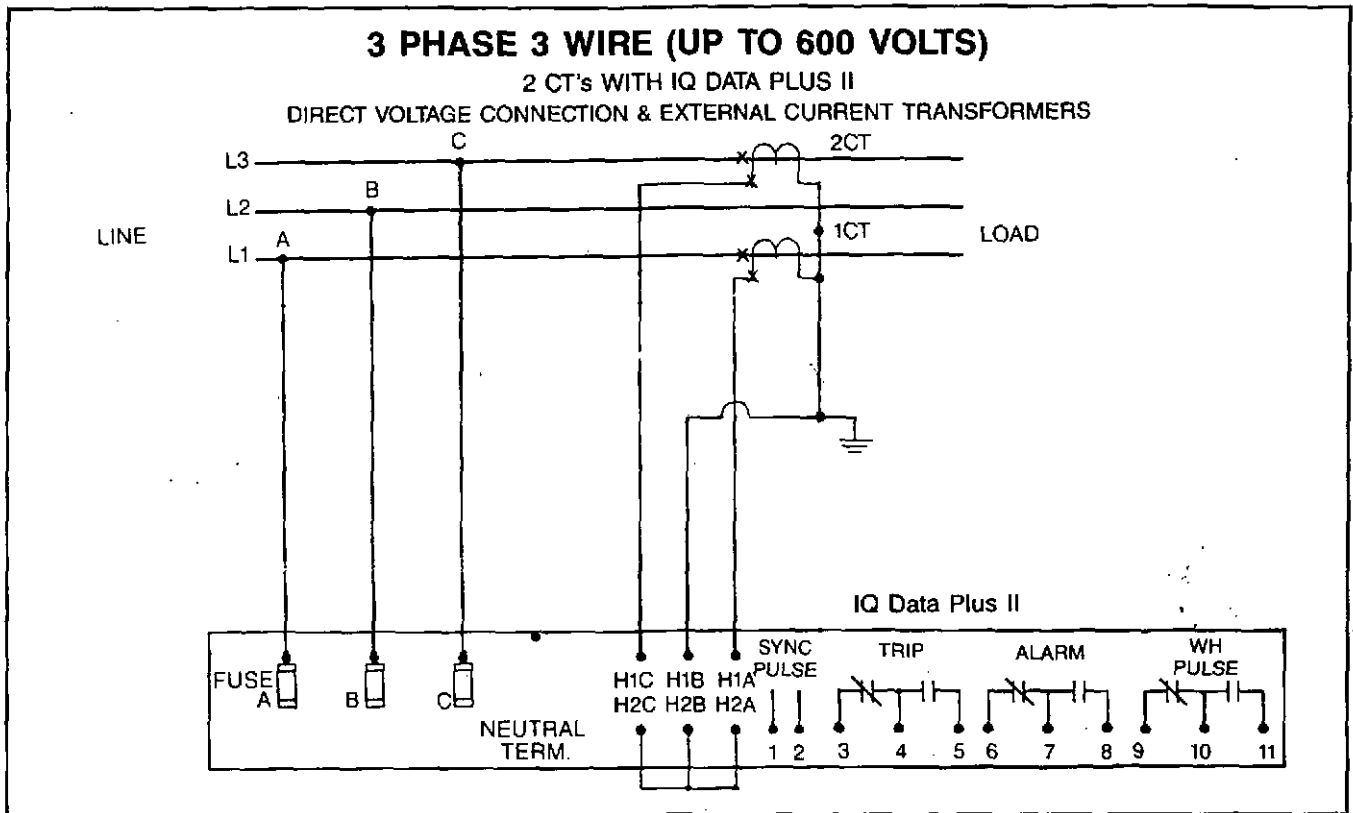 3 PHASE 3 WIRE (UP TO 600 VOLTS)
2 CT's WITH IQ DATA PLUS II
DIRECT VOLTAGE CONNECTION & EXTERNAL CURRENT TRANSFORMERS
C
2CT
L3
B
L2
LINE
A
1CT
LOAD
L1
IQ Data Plus II
SYNC PULSE
TRIP
ALARM
WH PULSE
FUSE
A
B
C
H1C H1B H1A
H2C H2B H2A
NEUTRAL
TERM.
1 2 3 4 5 6 7 8 9 10 11